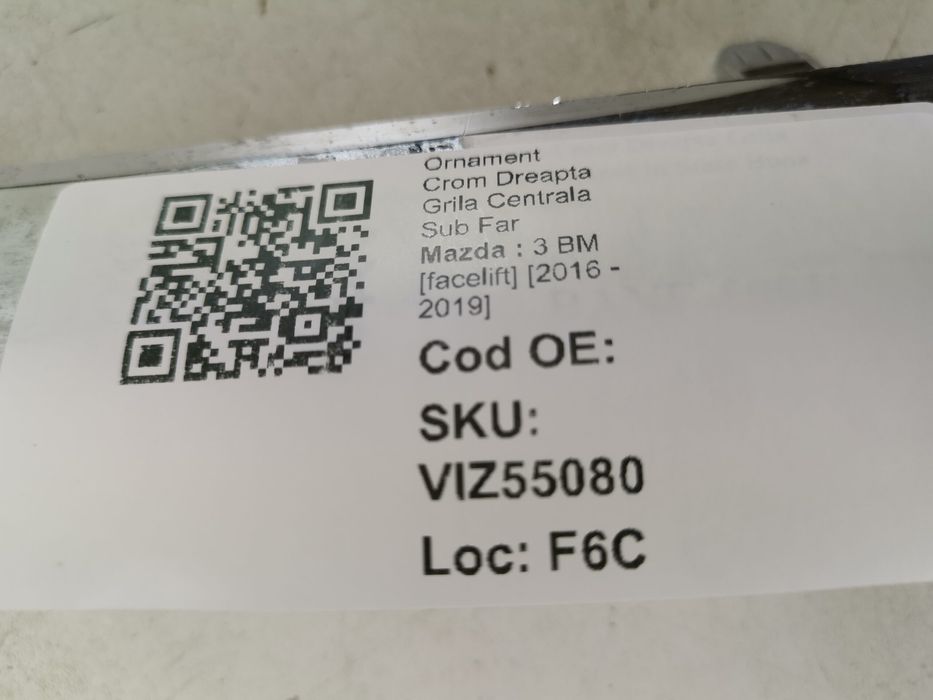 Ornament
Crom Dreapta
Grila Centrala
Sub Far
Mazda : 3 BM
[facelift] [2016 -
2019]
Cod OE:
SKU:
VIZ55080
Loc: F6C